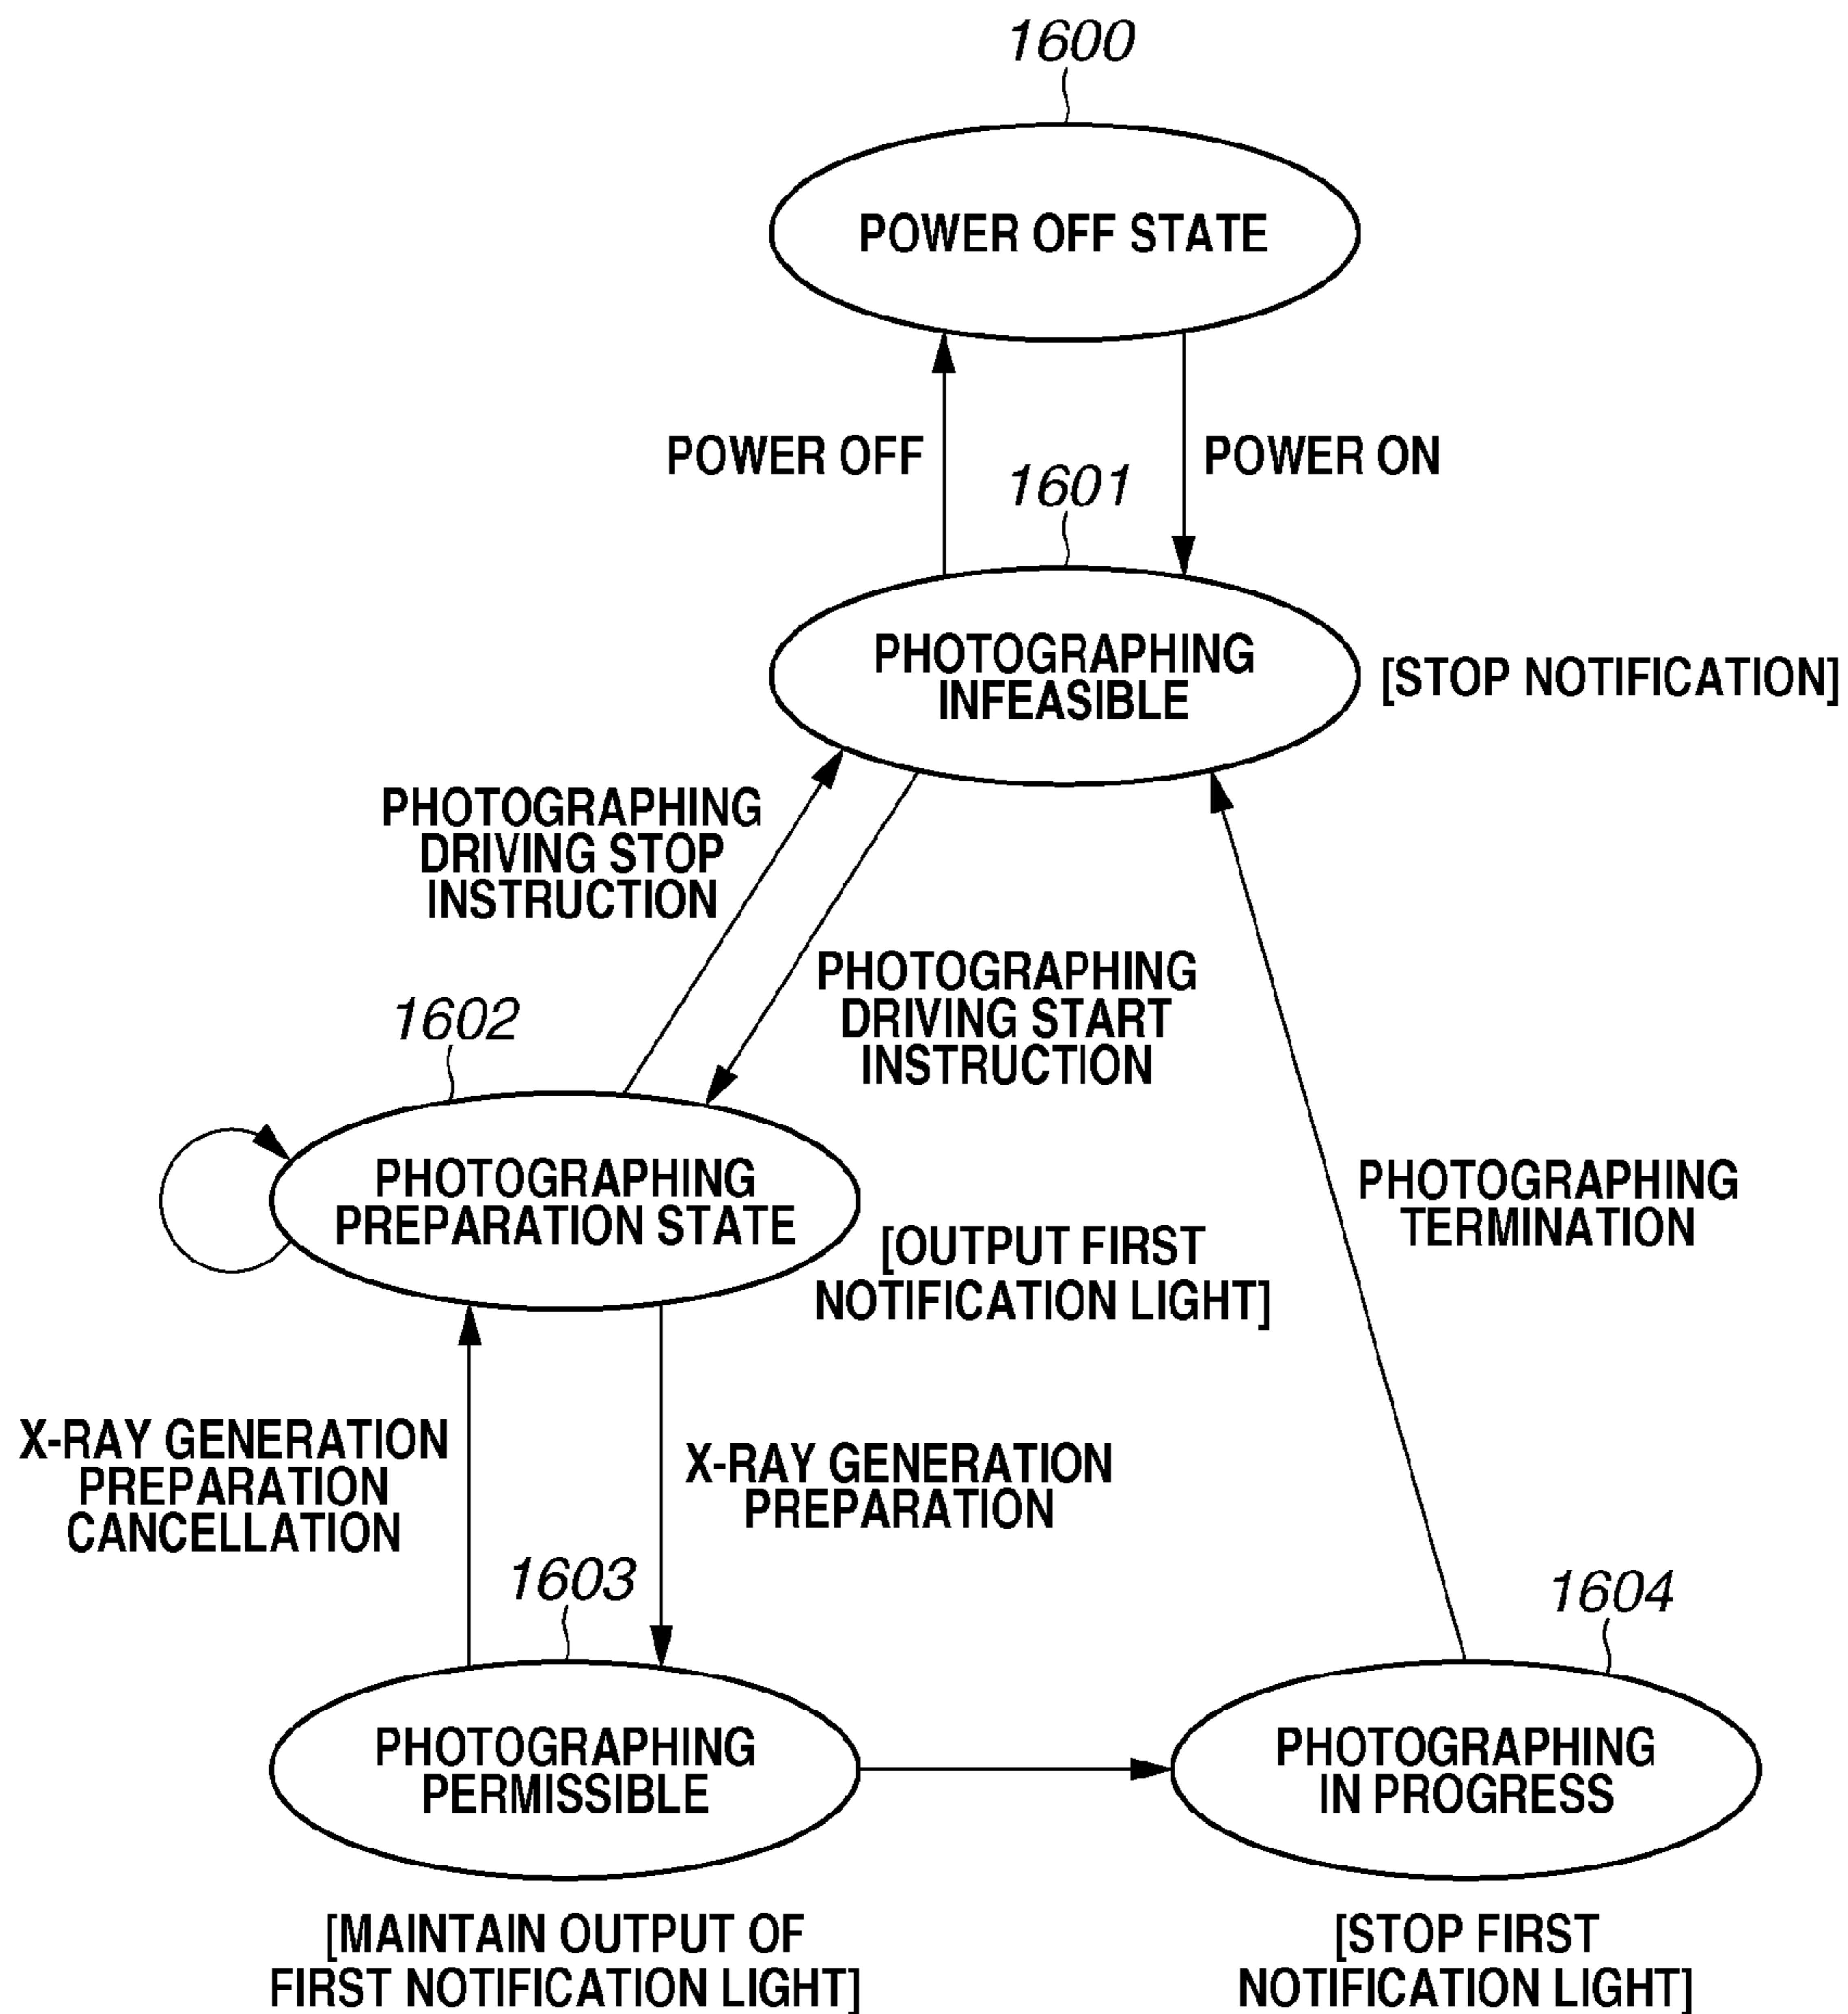 1600
POWER OFF STATE
POWER OFF
POWER ON
1601
PHOTOGRAPHING
INFEASIBLE
[STOP NOTIFICATION]
PHOTOGRAPHING
DRIVING STOP
INSTRUCTION
PHOTOGRAPHING
DRIVING START
INSTRUCTION
1602
PHOTOGRAPHING
PREPARATION STATE
[OUTPUT FIRST
NOTIFICATION LIGHT]
PHOTOGRAPHING
TERMINATION
X-RAY GENERATION
PREPARATION
CANCELLATION
X-RAY GENERATION
PREPARATION
1603
PHOTOGRAPHING
PERMISSIBLE
[MAINTAIN OUTPUT OF
FIRST NOTIFICATION LIGHT]
1604
PHOTOGRAPHING
IN PROGRESS
[STOP FIRST
NOTIFICATION LIGHT]